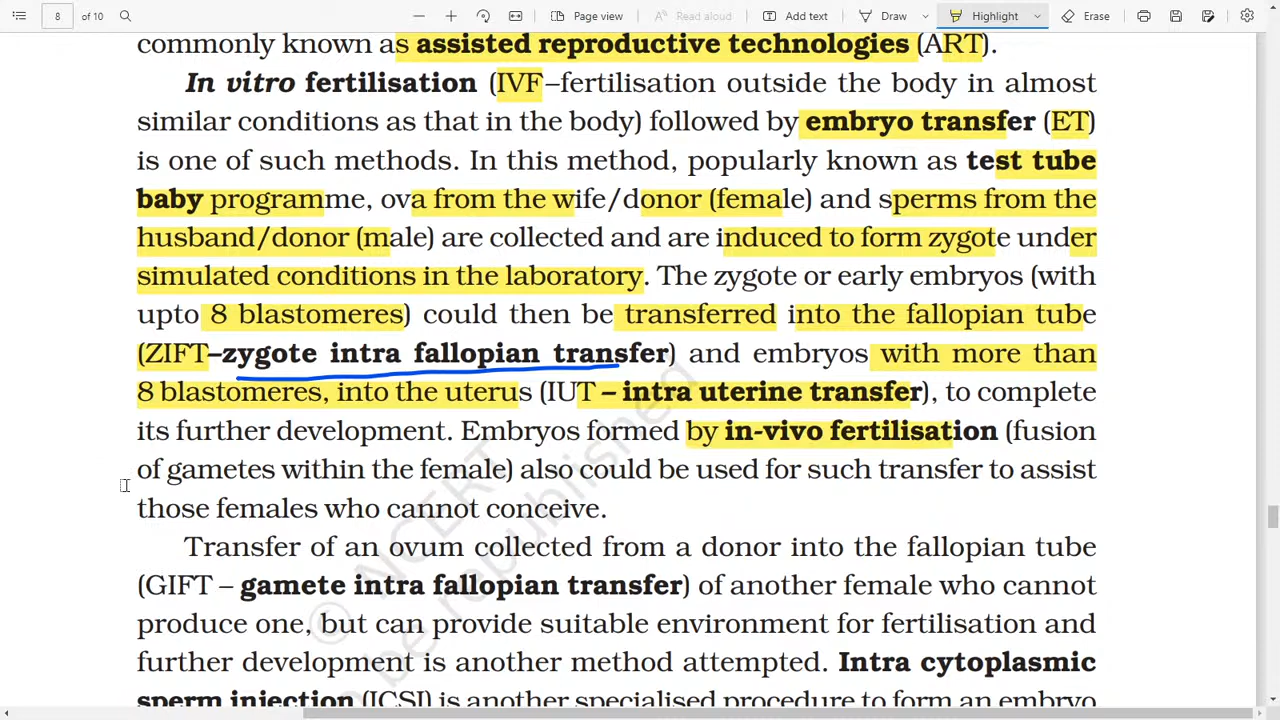 8 of 10 Page view Read aloud Add text Draw Highlight Erase
commonly known as assisted reproductive technologies (ART).
In vitro fertilisation (IVF–fertilisation outside the body in almost
similar conditions as that in the body) followed by embryo transfer (ET)
is one of such methods. In this method, popularly known as test tube
baby programme, ova from the wife/donor (female) and sperms from the
husband/donor (male) are collected and are induced to form zygote under
simulated conditions in the laboratory. The zygote or early embryos (with
upto 8 blastomeres) could then be transferred into the fallopian tube
(ZIFT–zygote intra fallopian transfer) and embryos with more than
8 blastomeres, into the uterus (IUT – intra uterine transfer), to complete
its further development. Embryos formed by in-vivo fertilisation (fusion
of gametes within the female) also could be used for such transfer to assist
those females who cannot conceive.
Transfer of an ovum collected from a donor into the fallopian tube
(GIFT – gamete intra fallopian transfer) of another female who cannot
produce one, but can provide suitable environment for fertilisation and
further development is another method attempted. Intra cytoplasmic
sperm injection (ICSI) is another specialised procedure to form an embryo
© NCERT
be republished